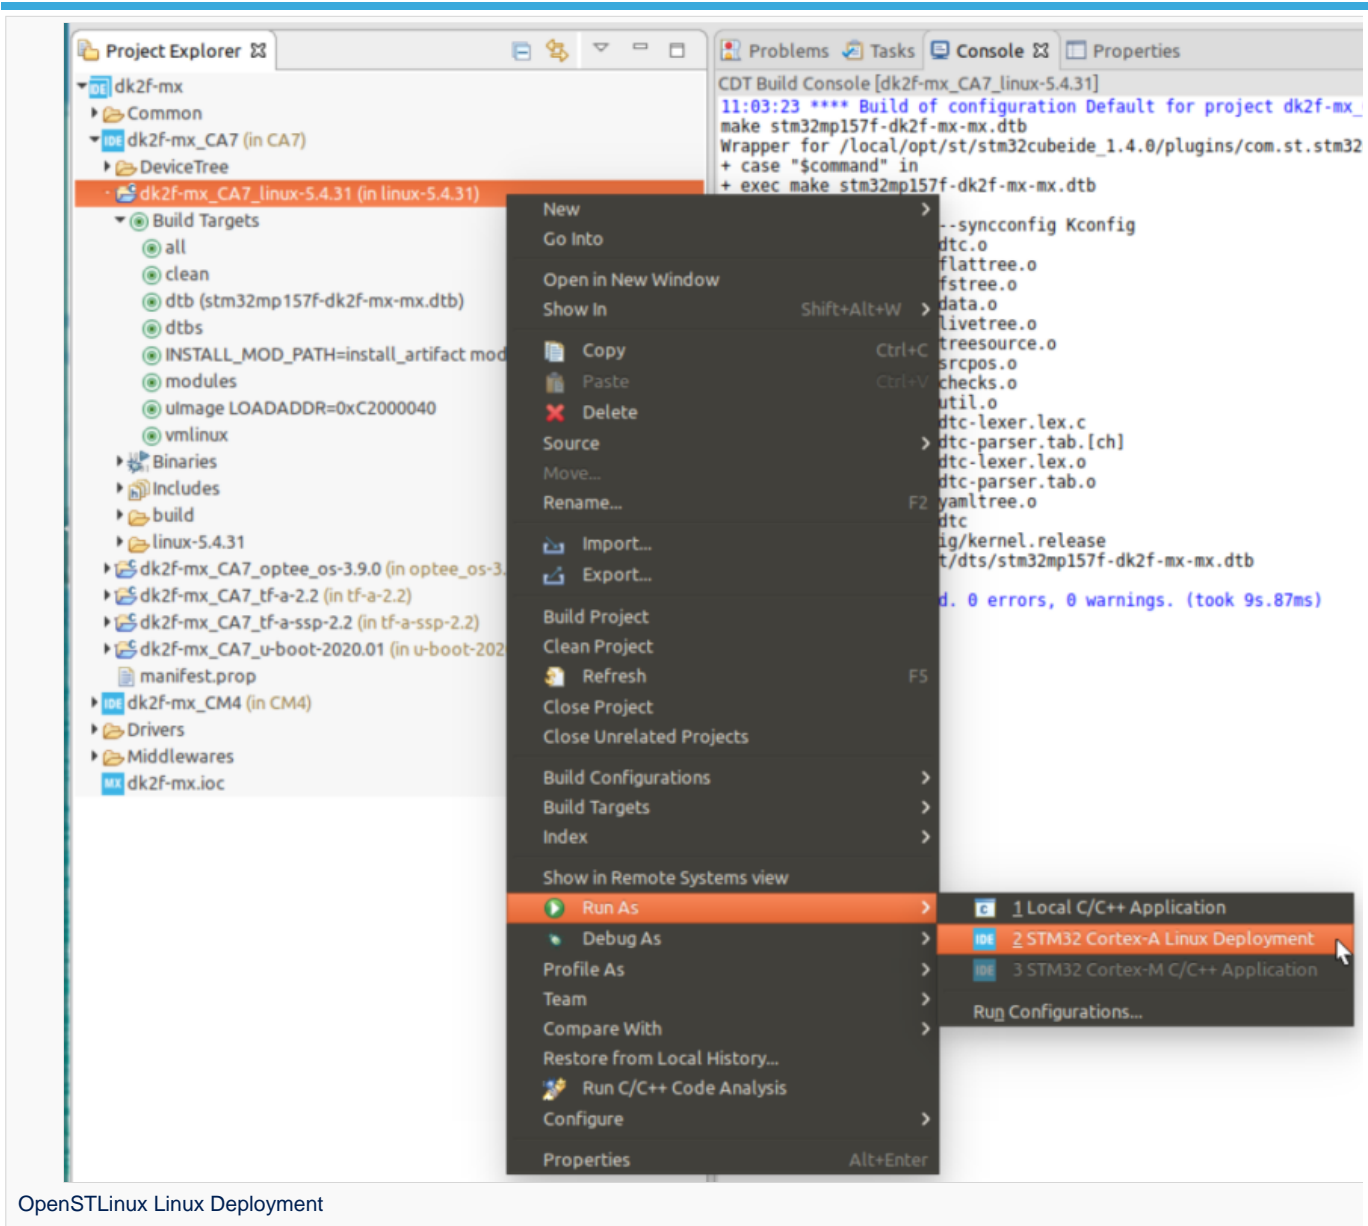 Project Explorer
dk2f-mx
Common
dk2f-mx_CA7 (in CA7)
DeviceTree
dk2f-mx_CA7_linux-5.4.31 (in linux-5.4.31)
Build Targets
all
clean
dtb (stm32mp157f-dk2f-mx-mx.dtb)
dtbs
INSTALL_MOD_PATH=install_artifact mod
modules
uImage LOADADDR=0xC2000040
vmlinux
Binaries
Includes
build
linux-5.4.31
dk2f-mx_CA7_optee_os-3.9.0 (in optee_os-3.
dk2f-mx_CA7_tf-a-2.2 (in tf-a-2.2)
dk2f-mx_CA7_tf-a-ssp-2.2 (in tf-a-ssp-2.2)
dk2f-mx_CA7_u-boot-2020.01 (in u-boot-202
manifest.prop
dk2f-mx_CM4 (in CM4)
Drivers
Middlewares
MX dk2f-mx.ioc
Problems Tasks Console Properties
CDT Build Console [dk2f-mx_CA7_linux-5.4.31]
11:03:23 **** Build of configuration Default for project dk2f-mx_
make stm32mp157f-dk2f-mx-mx.dtb
Wrapper for /local/opt/st/stm32cubeide_1.4.0/plugins/com.st.stm32
+ case "$command" in
+ exec make stm32mp157f-dk2f-mx-mx.dtb
--syncconfig Kconfig
dtc.o
flattree.o
fstree.o
data.o
livetree.o
treesource.o
srcpos.o
checks.o
util.o
dtc-lexer.lex.c
dtc-parser.tab.[ch]
dtc-lexer.lex.o
dtc-parser.tab.o
yamltree.o
dtc
ig/kernel.release
t/dts/stm32mp157f-dk2f-mx-mx.dtb
d. 0 errors, 0 warnings. (took 9s.87ms)
New
Go Into
Open in New Window
Show In Shift+Alt+W
Copy Ctrl+C
Paste Ctrl+V
Delete
Source
Move...
Rename... F2
Import...
Export...
Build Project
Clean Project
Refresh F5
Close Project
Close Unrelated Projects
Build Configurations
Build Targets
Index
Show in Remote Systems view
Run As
Debug As
Profile As
Team
Compare With
Restore from Local History...
Run C/C++ Code Analysis
Configure
Properties Alt+Enter
1 Local C/C++ Application
IDE 2 STM32 Cortex-A Linux Deployment
IDE 3 STM32 Cortex-M C/C++ Application
Run Configurations...
OpenSTLinux Linux Deployment